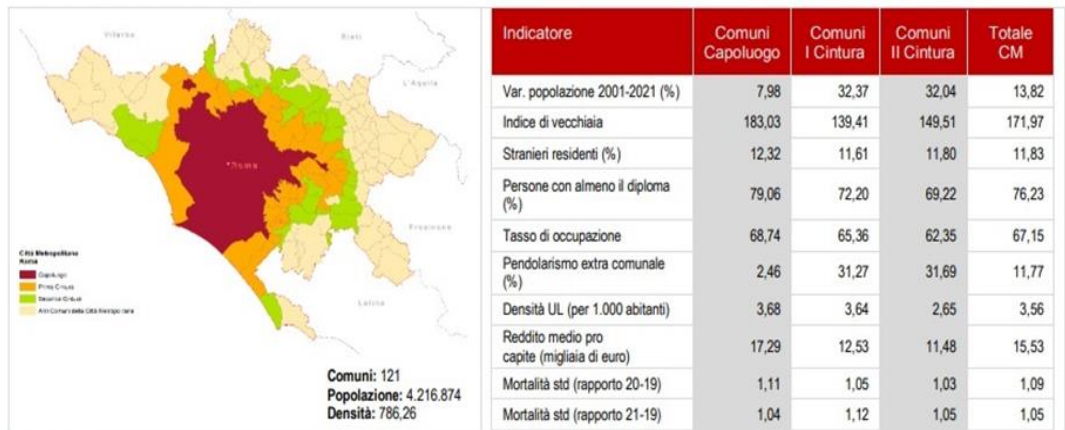 Viterbo
Rieti
L'Aquila
Roma
Frosinone
Latina
Città Metropolitana
Roma
Capoluogo
Prima Cintura
Seconda Cintura
Altri Comuni della Città Metropolitana
Comuni: 121
Popolazione: 4.216.874
Densità: 786,26
Indicatore Comuni Capoluogo Comuni I Cintura Comuni II Cintura Totale CM
Var. popolazione 2001-2021 (%) 7,98 32,37 32,04 13,82
Indice di vecchiaia 183,03 139,41 149,51 171,97
Stranieri residenti (%) 12,32 11,61 11,80 11,83
Persone con almeno il diploma
(%) 79,06 72,20 69,22 76,23
Tasso di occupazione 68,74 65,36 62,35 67,15
Pendolarismo extra comunale
(%) 2,46 31,27 31,69 11,77
Densità UL (per 1.000 abitanti) 3,68 3,64 2,65 3,56
Reddito medio pro
capite (migliaia di euro) 17,29 12,53 11,48 15,53
Mortalità std (rapporto 20-19) 1,11 1,05 1,03 1,09
Mortalità std (rapporto 21-19) 1,04 1,12 1,05 1,05